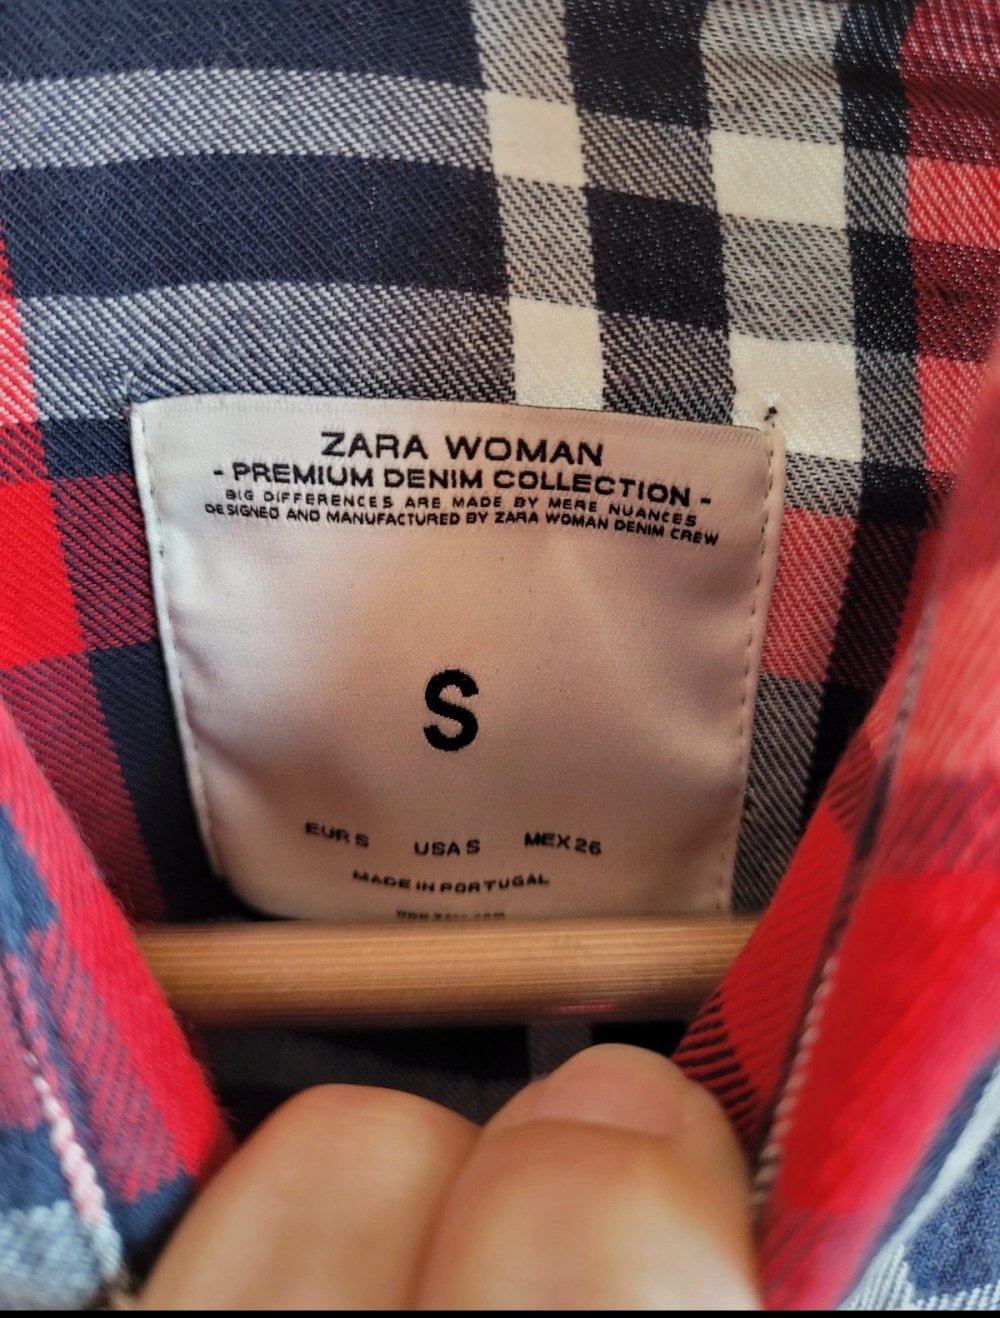 ZARA WOMAN
- PREMIUM DENIM COLLECTION -
BIG DIFFERENCES ARE MADE BY MERE NUANCES
DESIGNED AND MANUFACTURED BY ZARA WOMAN DENIM CREW
S
EUR S USA S MEX 26
MADE IN PORTUGAL